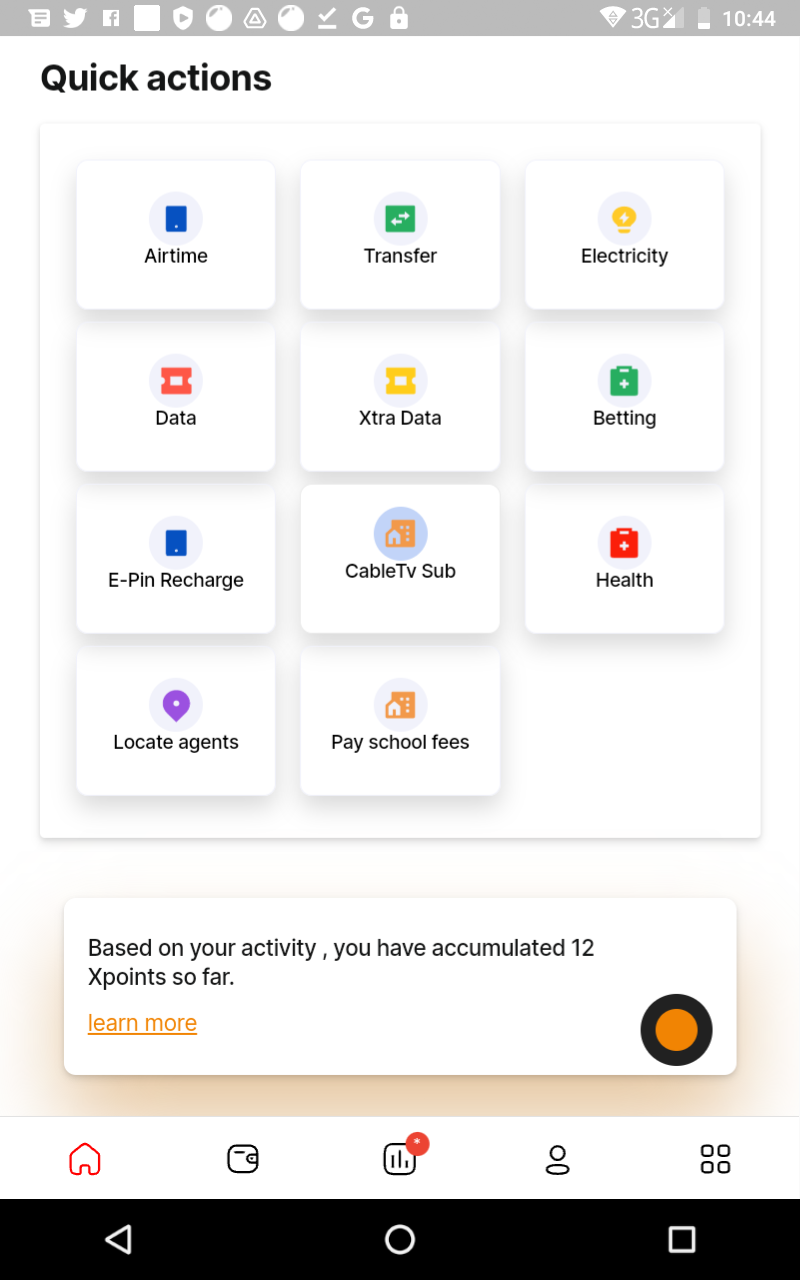 3G 10:44
Quick actions
Airtime Transfer Electricity
Data Xtra Data Betting
E-Pin Recharge CableTv Sub Health
Locate agents Pay school fees
Based on your activity , you have accumulated 12
Xpoints so far.
learn more
*